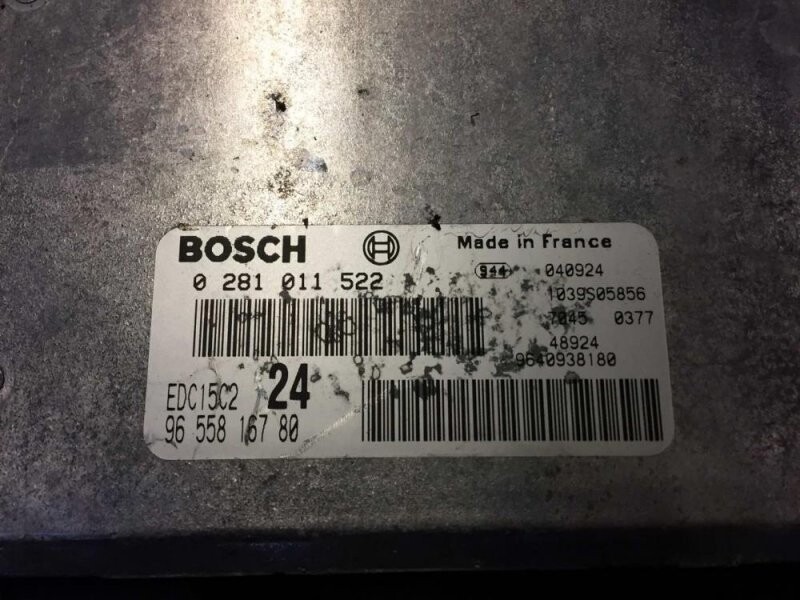 BOSCH
Made in France
0 281 011 522
944 040924
1039S05856
7045 0377
48924
9640938180
EDC15C2 24
96 558 167 80